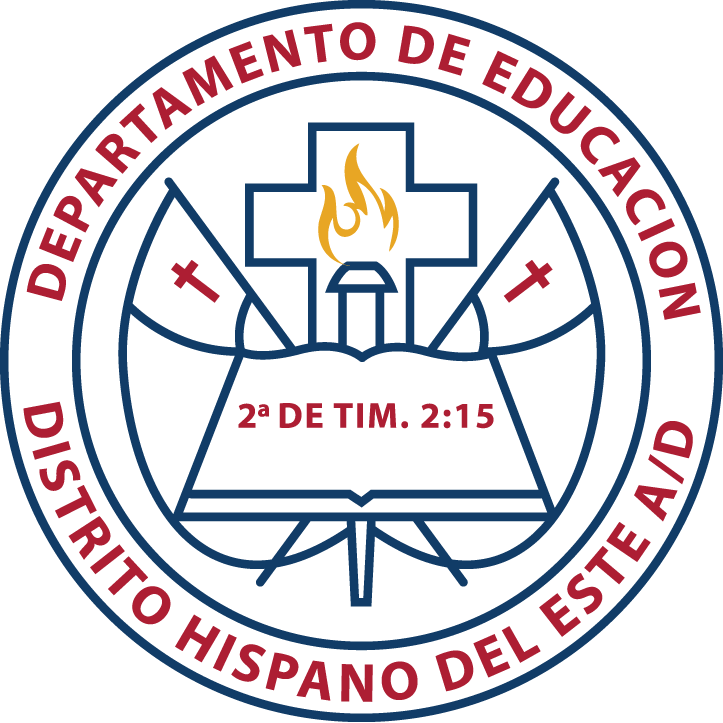 DEPARTAMENTO DE EDUCACION
2ª DE TIM. 2:15
DISTRITO HISPANO DEL ESTE A/D